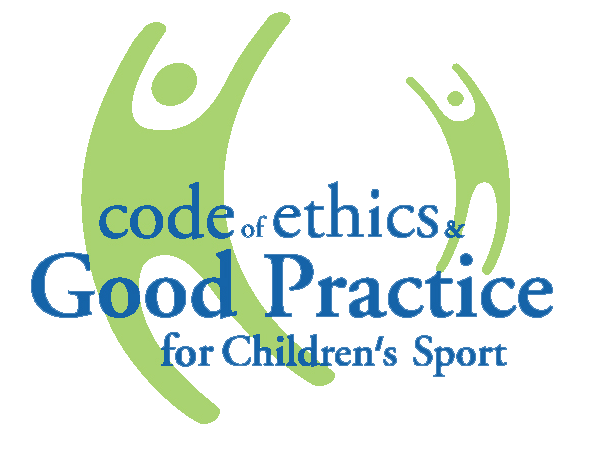 code of ethics &
Good Practice
for Children's Sport